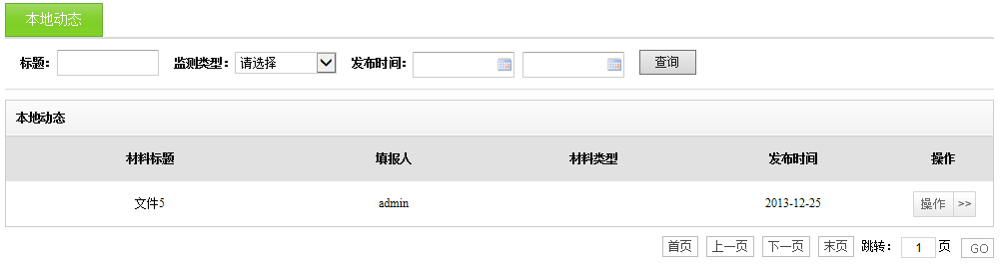 本地动态
标题： 监测类型： 请选择 发布时间： 查询
本地动态
材料标题 填报人 材料类型 发布时间 操作
文件5 admin 2013-12-25 操作 >>
首页 上一页 下一页 末页 跳转： 1 页 GO